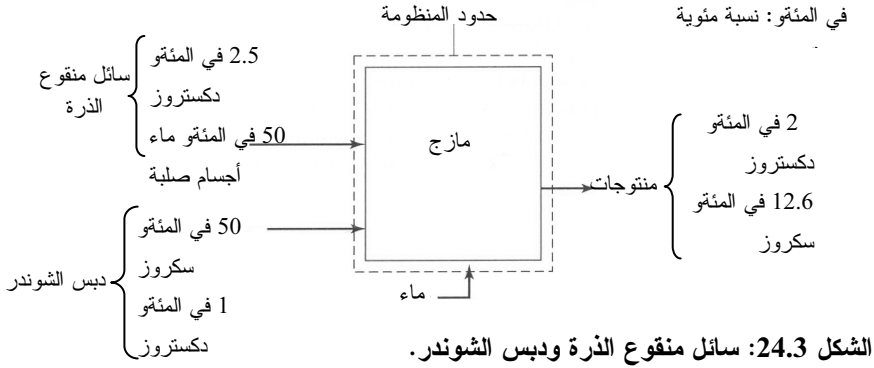 في المئةو: نسبة مئوية
حدود المنظومة
2.5 في المئةو
دكستروز
50 في المئةو ماء
أجسام صلبة
سائل منقوع
الذرة
50 في المئةو
سكروز
1 في المئةو
دكستروز
دبس الشوندر
مازج
ماء
منتوجات
2 في المئةو
دكستروز
12.6 في المئةو
سكروز
الشكل 24.3: سائل منقوع الذرة ودبس الشوندر.